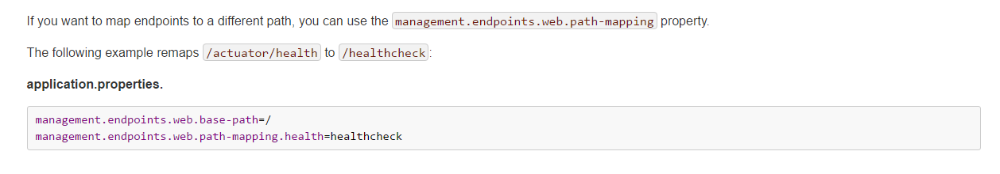 If you want to map endpoints to a different path, you can use the management.endpoints.web.path-mapping property.
The following example remaps /actuator/health to /healthcheck:
application.properties.
management.endpoints.web.base-path=/
management.endpoints.web.path-mapping.health=healthcheck